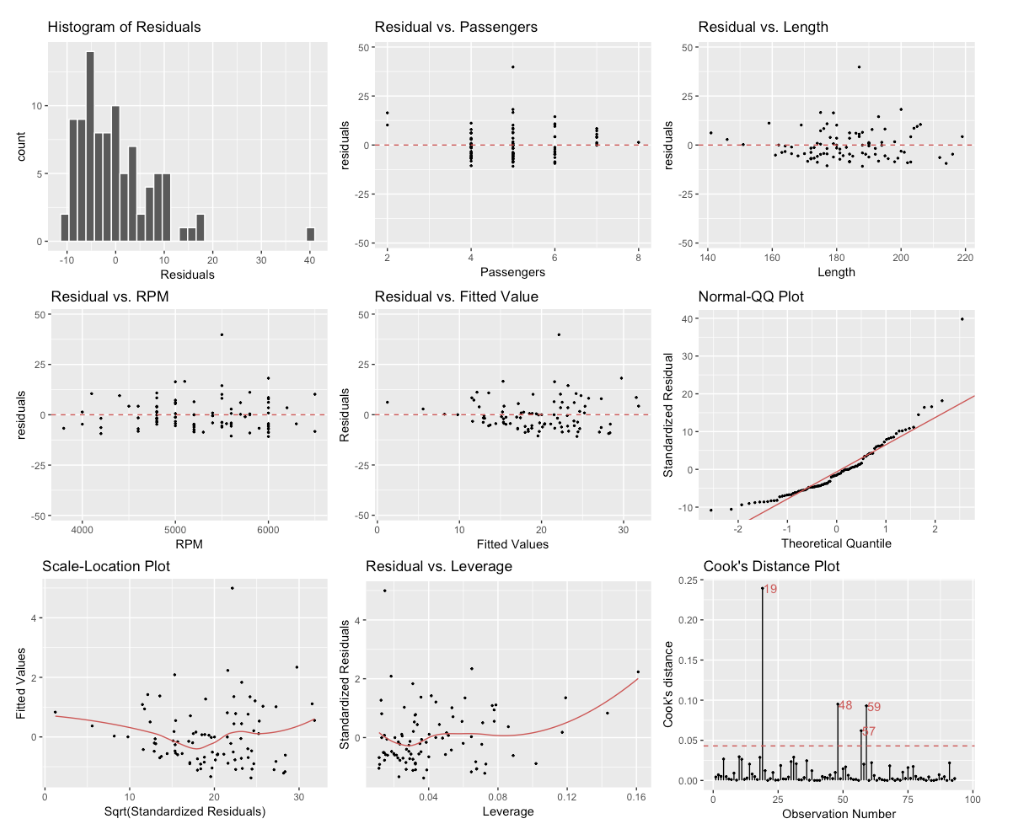 Histogram of Residuals
count
10
5
0
-10 0 10 20 30 40
Residuals
Residual vs. Passengers
residuals
50
25
0
-25
-50
2 4 6 8
Passengers
Residual vs. Length
residuals
50
25
0
-25
-50
140 160 180 200 220
Length
Residual vs. RPM
residuals
50
25
0
-25
-50
4000 5000 6000
RPM
Residual vs. Fitted Value
Residuals
50
25
0
-25
-50
0 10 20 30
Fitted Values
Normal-QQ Plot
Standardized Residual
40
30
20
10
0
-10
-2 -1 0 1 2
Theoretical Quantile
Scale-Location Plot
Fitted Values
4
2
0
0 10 20 30
Sqrt(Standardized Residuals)
Residual vs. Leverage
Standardized Residuals
4
2
0
0.04 0.08 0.12 0.16
Leverage
Cook's Distance Plot
Cook's distance
0.25
0.20
0.15
0.10
0.05
0.00
19
48
59
57
0 25 50 75 100
Observation Number